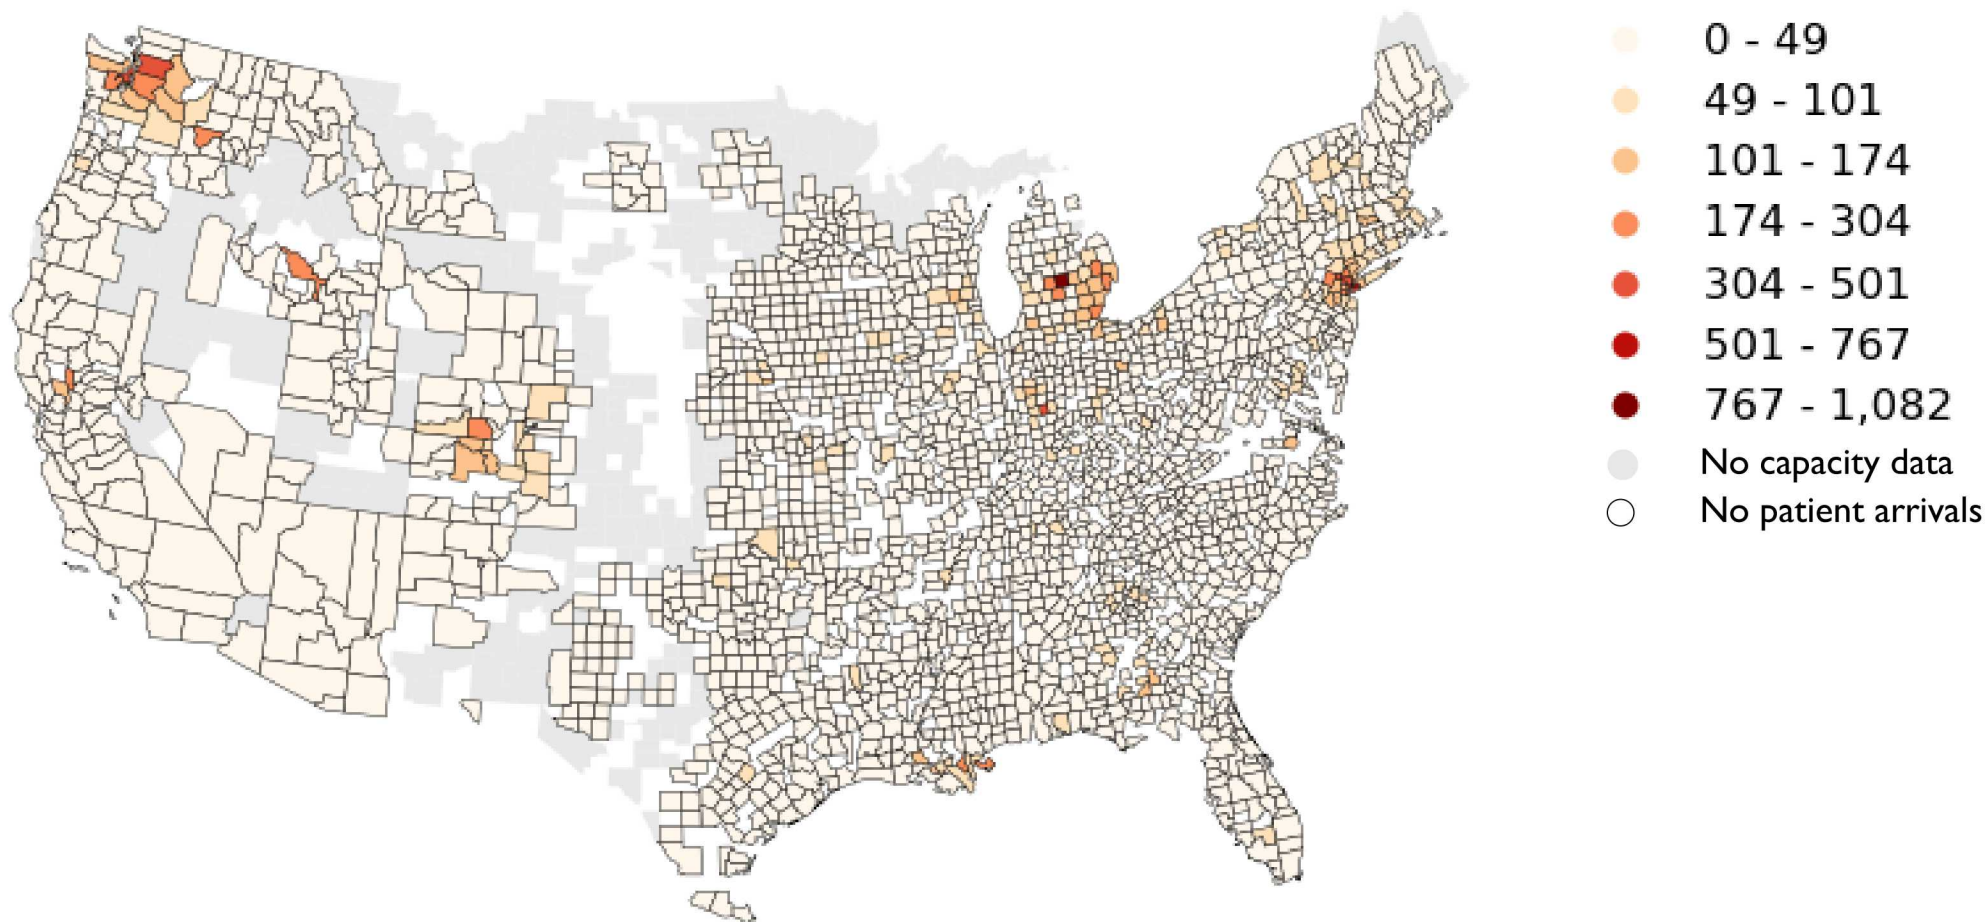 0 - 49
49 - 101
101 - 174
174 - 304
304 - 501
501 - 767
767 - 1,082
No capacity data
No patient arrivals